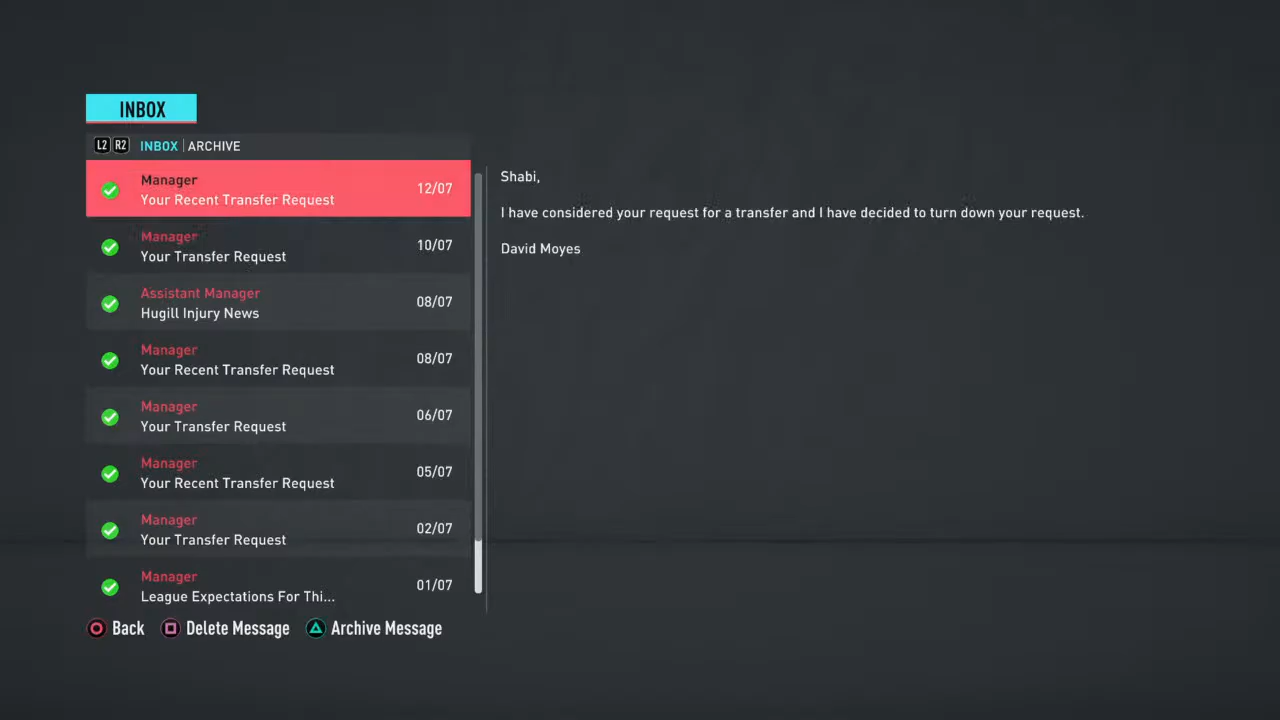 INBOX
L2 R2 INBOX | ARCHIVE
Manager
Your Recent Transfer Request
12/07
Manager
Your Transfer Request
10/07
Assistant Manager
Hugill Injury News
08/07
Manager
Your Recent Transfer Request
08/07
Manager
Your Transfer Request
06/07
Manager
Your Recent Transfer Request
05/07
Manager
Your Transfer Request
02/07
Manager
League Expectations For Thi...
01/07
Shabi,
I have considered your request for a transfer and I have decided to turn down your request.
David Moyes
Back Delete Message Archive Message